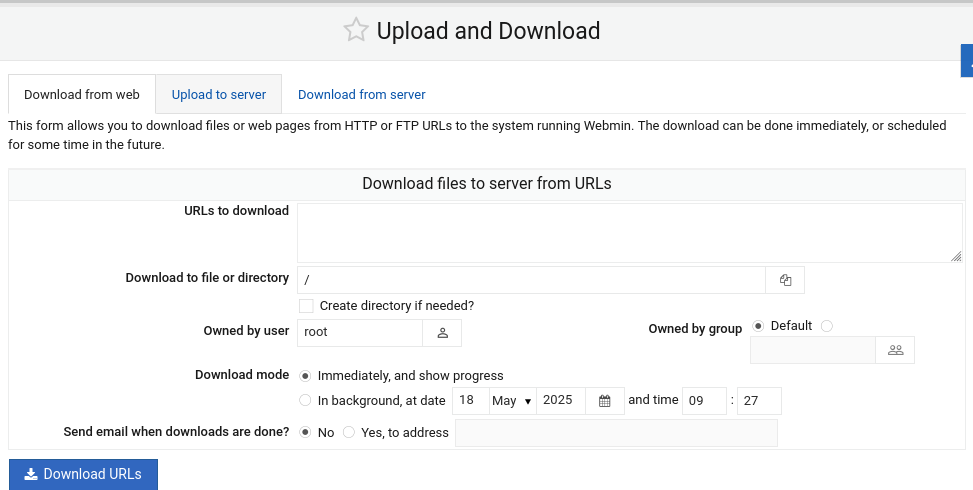 Upload and Download
Download from web
Upload to server
Download from server
This form allows you to download files or web pages from HTTP or FTP URLs to the system running Webmin. The download can be done immediately, or scheduled
for some time in the future.
Download files to server from URLs
URLs to download
Download to file or directory
/
Create directory if needed?
Owned by user
root
Owned by group
Default
Download mode
Immediately, and show progress
In background, at date 18 May 2025 and time 09 : 27
Send email when downloads are done?
No
Yes, to address
Download URLs